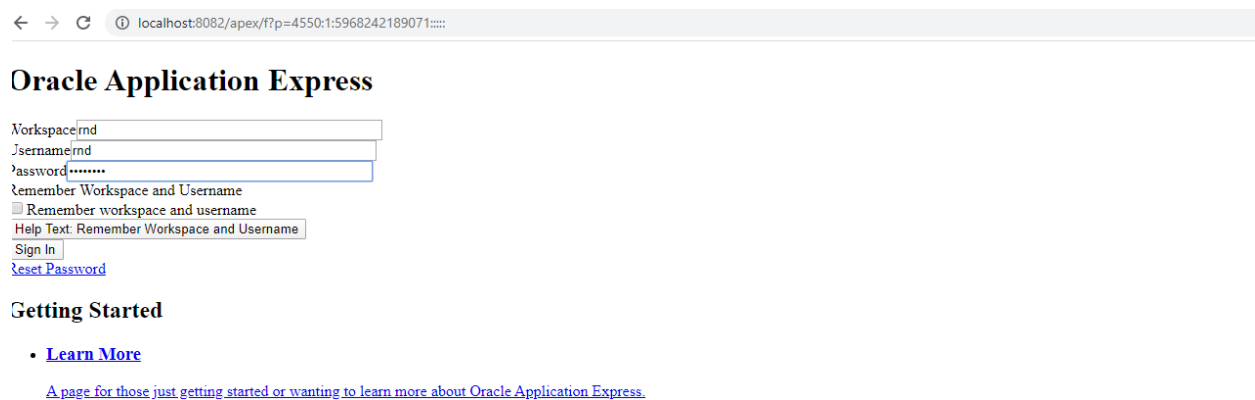 localhost:8082/apex/f?p=4550:1:5968242189071:::::
Oracle Application Express
Workspace rnd
Username rnd
Password ••••••••
Remember Workspace and Username
Remember workspace and username
Help Text: Remember Workspace and Username
Sign In
Reset Password
Getting Started
• Learn More
A page for those just getting started or wanting to learn more about Oracle Application Express.